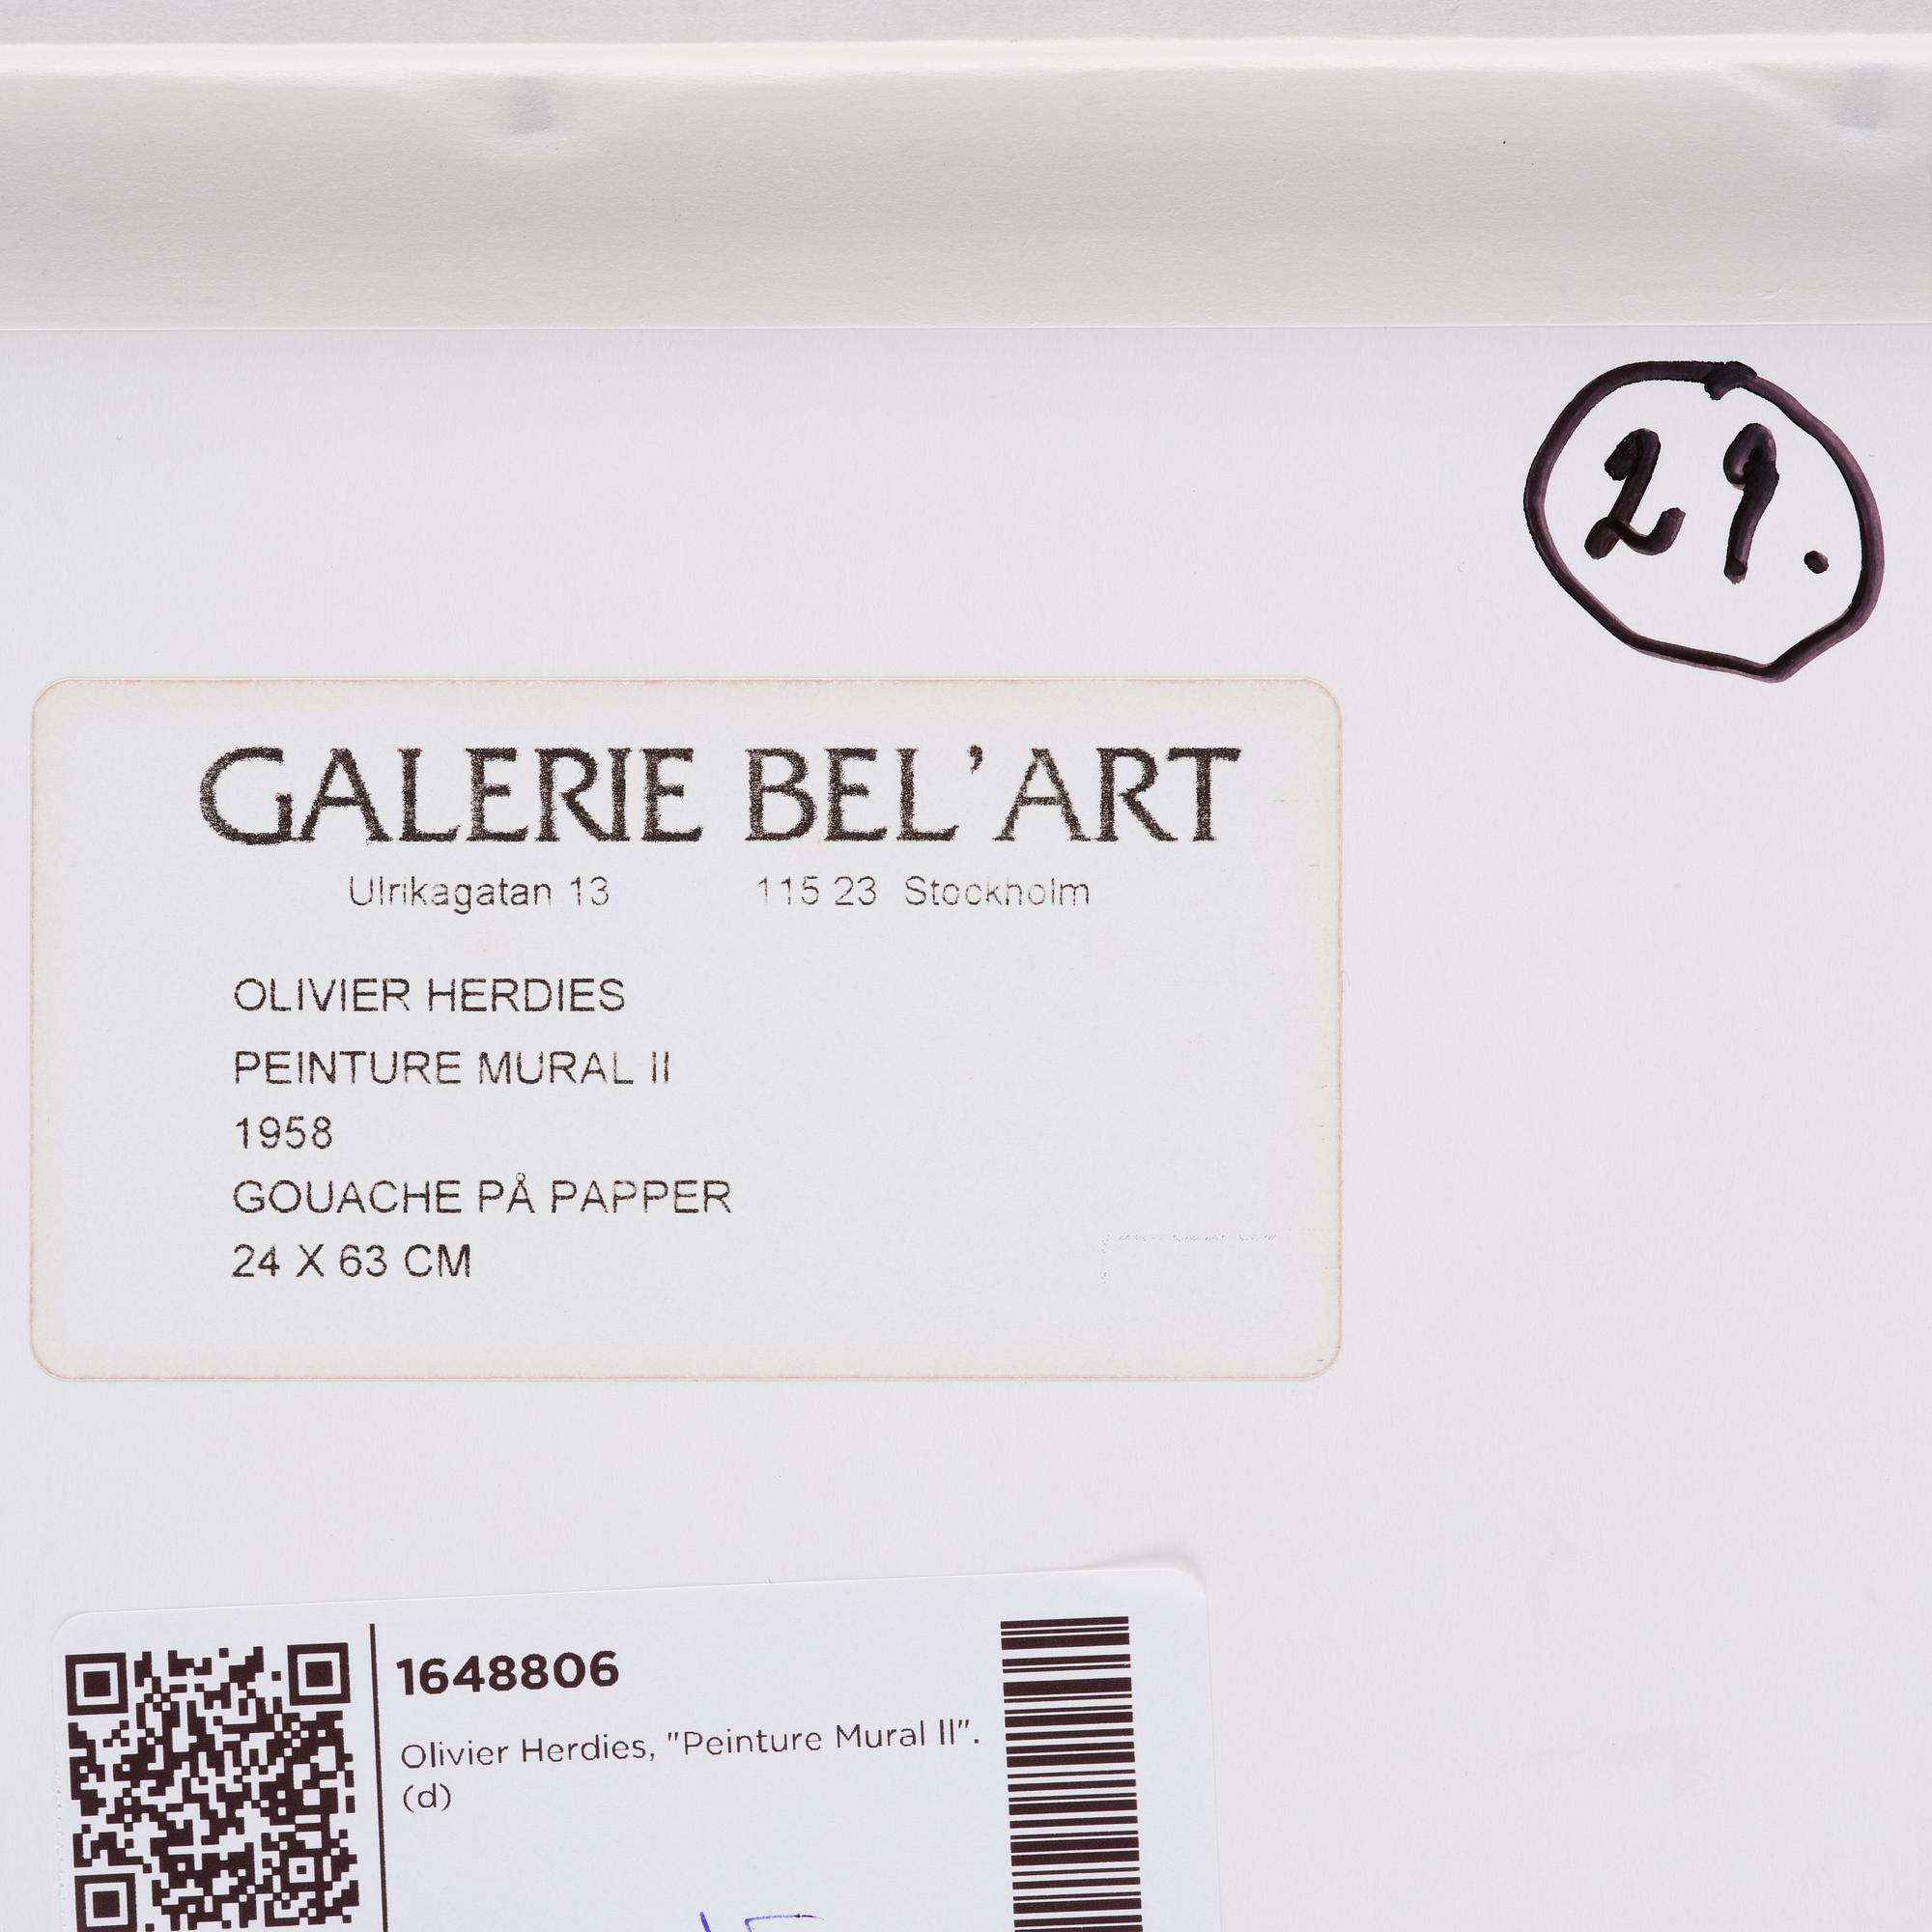 29.
GALERIE BEL'ART
Ulrikagatan 13 115 23 Stockholm
OLIVIER HERDIES
PEINTURE MURAL II
1958
GOUACHE PÅ PAPPER
24 X 63 CM
1648806
Olivier Herdies, "Peinture Mural II".
(d)